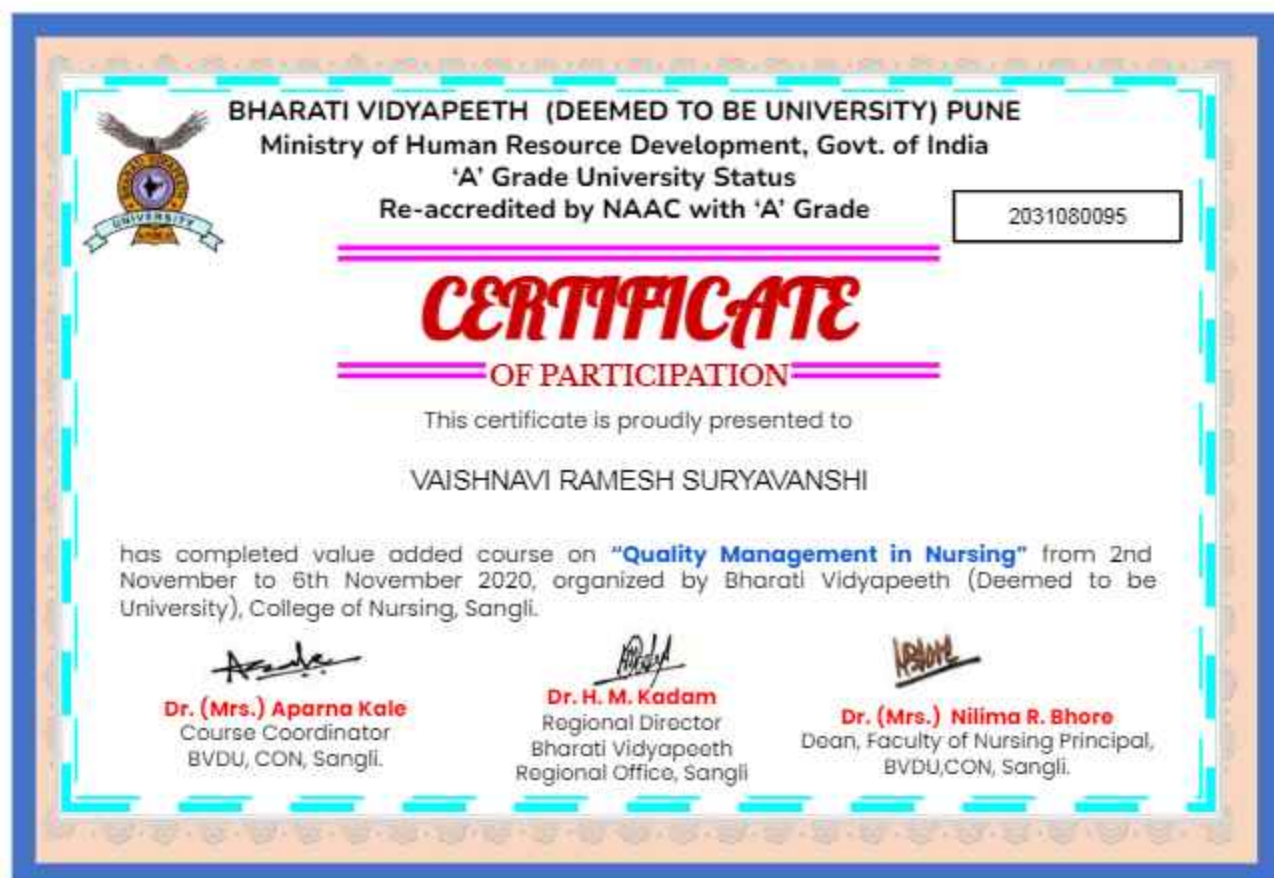 BHARATI VIDYAPEETH (DEEMED TO BE UNIVERSITY) PUNE
Ministry of Human Resource Development, Govt. of India
‘A’ Grade University Status
Re-accredited by NAAC with ‘A’ Grade
2031080095
BHARATI VIDYAPEETH
UNIVERSITY
CERTIFICATE
OF PARTICIPATION
This certificate is proudly presented to
VAISHNAVI RAMESH SURYAVANSHI
has completed value added course on “Quality Management in Nursing” from 2nd
November to 6th November 2020, organized by Bharati Vidyapeeth (Deemed to be
University), College of Nursing, Sangli.
Dr. (Mrs.) Aparna Kale
Course Coordinator
BVDU, CON, Sangli.
Dr. H. M. Kadam
Regional Director
Bharati Vidyapeeth
Regional Office, Sangli
Dr. (Mrs.) Nilima R. Bhore
Dean, Faculty of Nursing Principal,
BVDU,CON, Sangli.